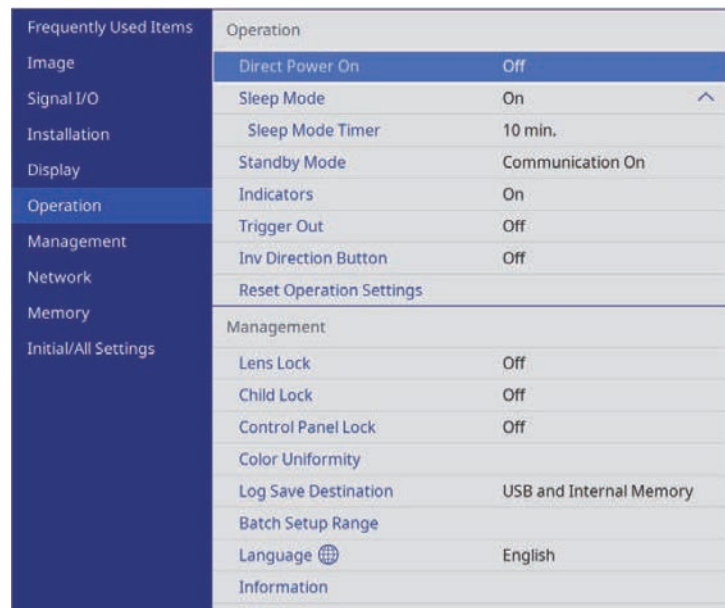 Frequently Used Items
Image
Signal I/O
Installation
Display
Operation
Management
Network
Memory
Initial/All Settings
Operation
Direct Power On Off
Sleep Mode On
Sleep Mode Timer 10 min.
Standby Mode Communication On
Indicators On
Trigger Out Off
Inv Direction Button Off
Reset Operation Settings
Management
Lens Lock Off
Child Lock Off
Control Panel Lock Off
Color Uniformity
Log Save Destination USB and Internal Memory
Batch Setup Range
Language English
Information